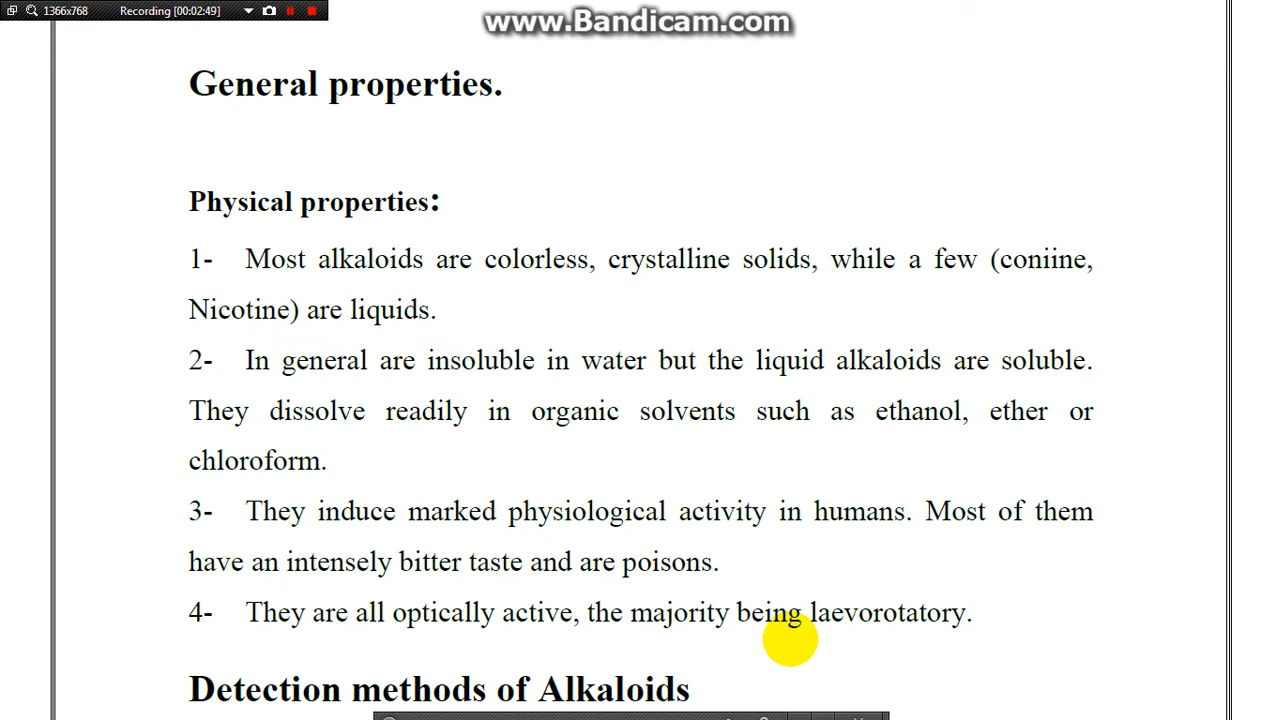 1366x768 Recording [00:02:49]
www.Bandicam.com
General properties.
Physical properties:
1- Most alkaloids are colorless, crystalline solids, while a few (coniine,
Nicotine) are liquids.
2- In general are insoluble in water but the liquid alkaloids are soluble.
They dissolve readily in organic solvents such as ethanol, ether or
chloroform.
3- They induce marked physiological activity in humans. Most of them
have an intensely bitter taste and are poisons.
4- They are all optically active, the majority being laevorotatory.
Detection methods of Alkaloids